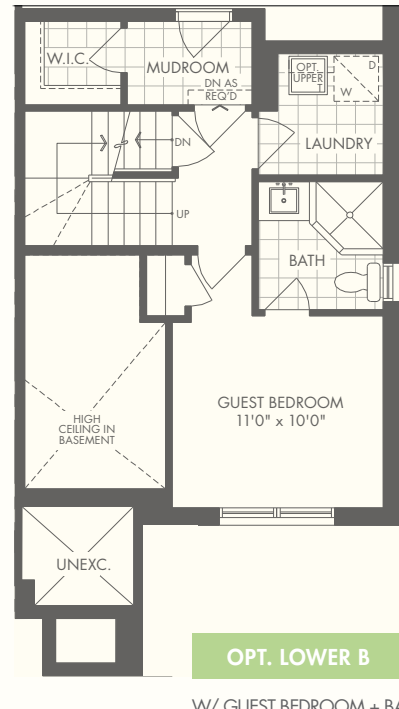 W.I.C.
MUDROOM
DN AS
REQ'D
OPT.
UPPER
T
D
W
LAUNDRY
DN
UP
BATH
GUEST BEDROOM
11'0" x 10'0"
HIGH
CEILING IN
BASEMENT
UNEXC.
OPT. LOWER B
W/ GUEST BEDROOM + BA